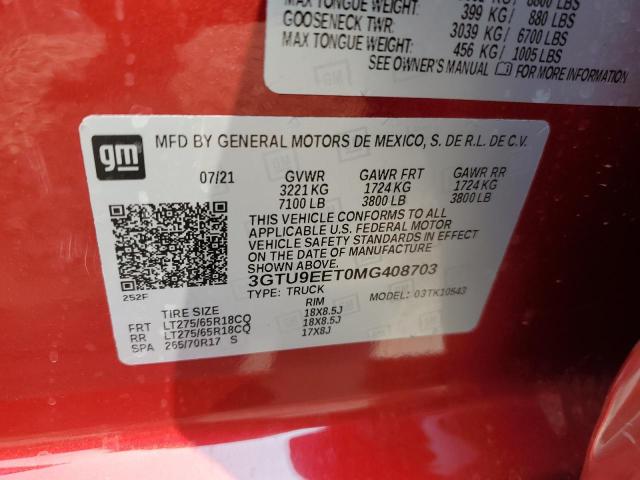 MAX TONGUE WEIGHT: 399 KG/ 880 LBS
GOOSENECK TWR: 3039 KG/ 6700 LBS
MAX TONGUE WEIGHT: 456 KG/ 1005 LBS
SEE OWNER'S MANUAL FOR MORE INFORMATION
gm MFD BY GENERAL MOTORS DE MEXICO, S. DE R.L. DE C.V.
07/21 GVWR GAWR FRT GAWR RR
3221 KG 1724 KG 1724 KG
7100 LB 3800 LB 3800 LB
THIS VEHICLE CONFORMS TO ALL
APPLICABLE U.S. FEDERAL MOTOR
VEHICLE SAFETY STANDARDS IN EFFECT
ON THE DATE OF MANUFACTURE
SHOWN ABOVE.
3GTU9EET0MG408703
252F TYPE: TRUCK MODEL: 03TK10543
TIRE SIZE RIM
FRT LT275/65R18CQ 18X8.5J
RR LT275/65R18CQ 18X8.5J
SPA 265/70R17 S 17X8J